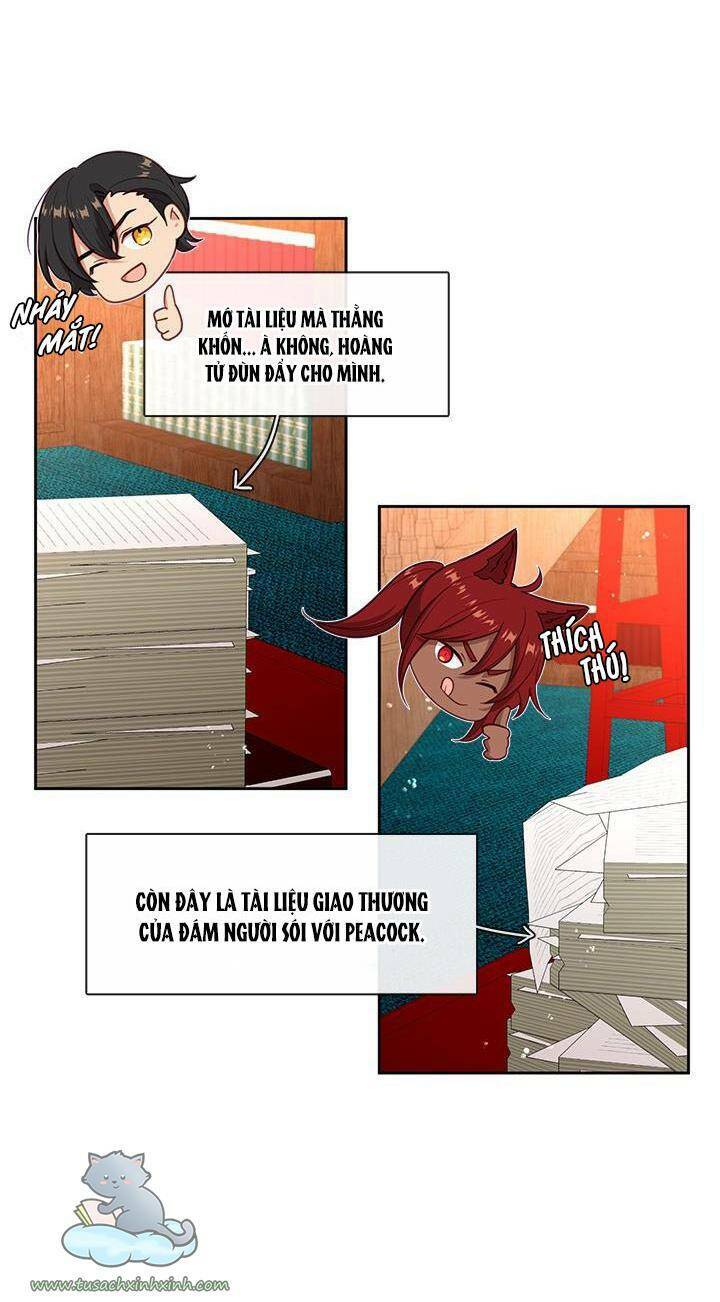 NHÁY
MẮT!
MỚ TÀI LIỆU MÀ THẰNG
KHỐN... À KHÔNG, HOÀNG
TỬ ĐÙN ĐẨY CHO MÌNH.
THÍCH
THÚ!
CÒN ĐÂY LÀ TÀI LIỆU GIAO THƯƠNG
CỦA ĐÁM NGƯỜI SÓI VỚI PEACOCK.
www.tusachxinhxinh.com